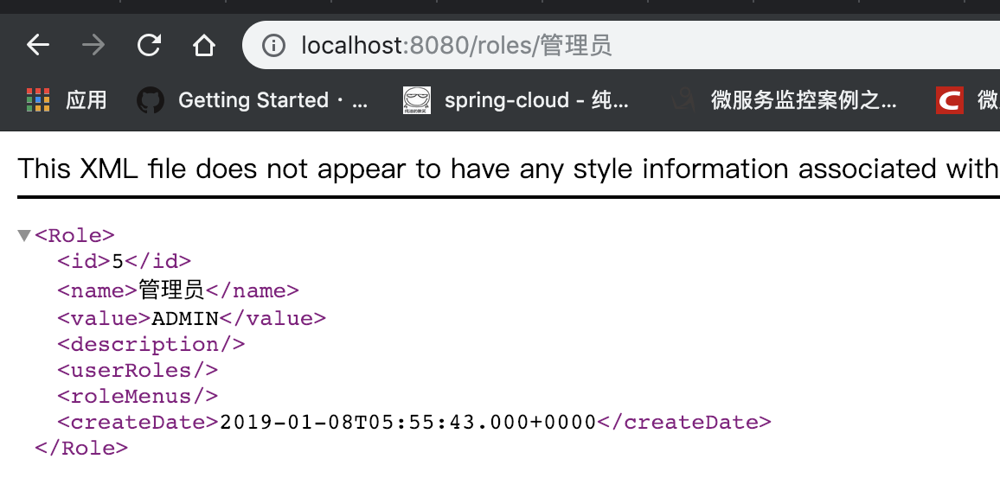 localhost:8080/roles/管理员
应用 Getting Started · ... spring-cloud - 纯... 微服务监控案例之... 微
This XML file does not appear to have any style information associated with
<Role>
<id>5</id>
<name>管理员</name>
<value>ADMIN</value>
<description/>
<userRoles/>
<roleMenus/>
<createDate>2019-01-08T05:55:43.000+0000</createDate>
</Role>